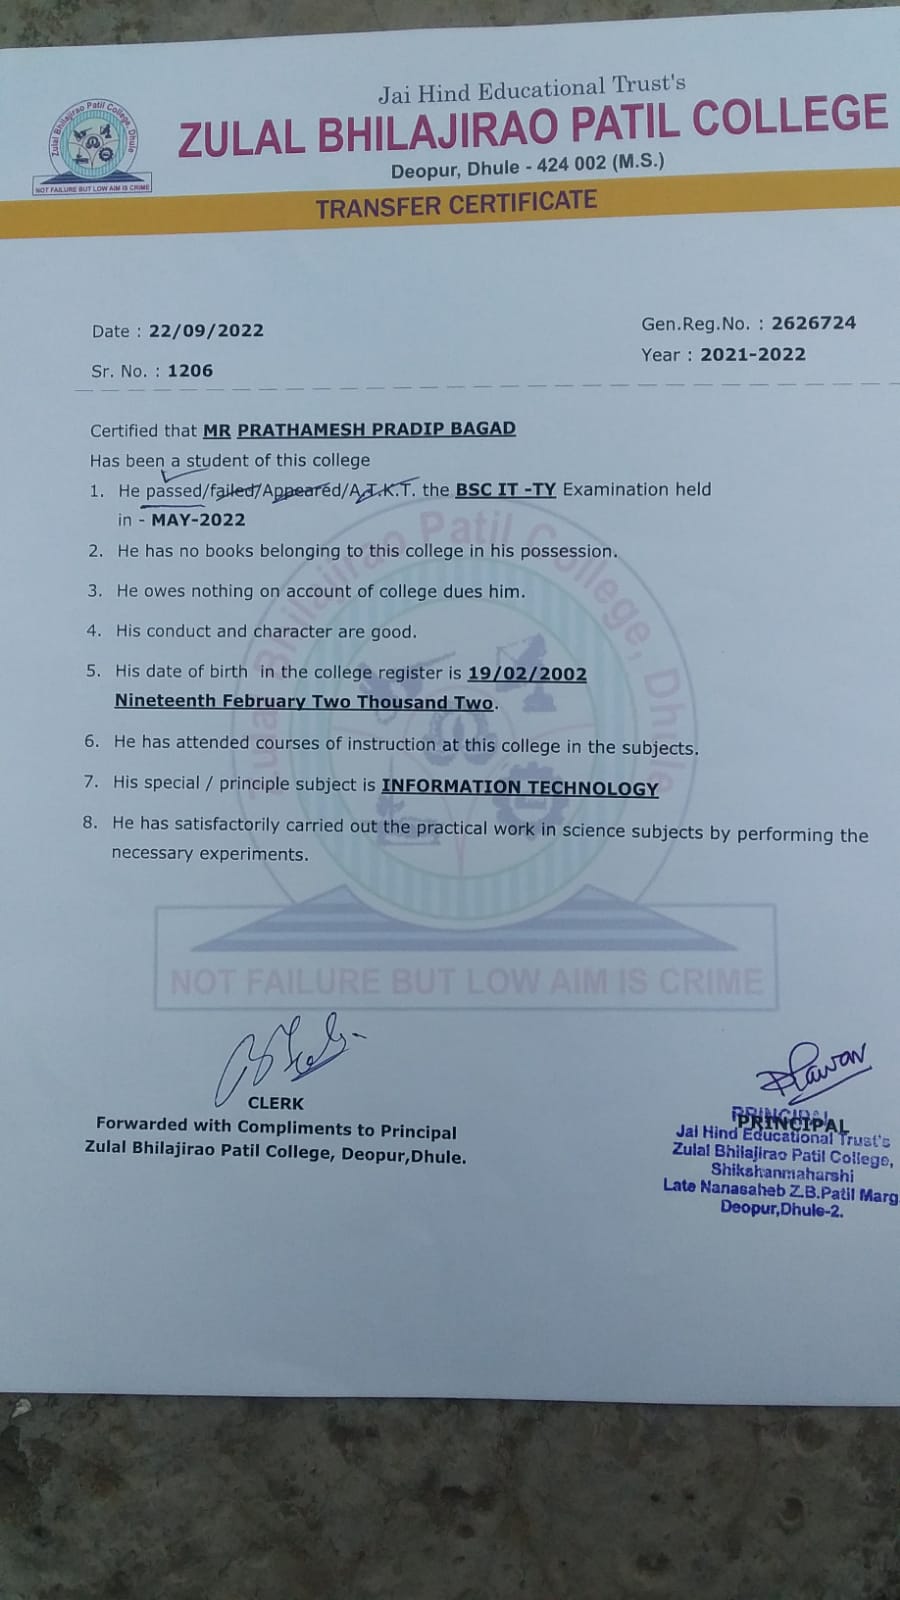 Zulal Bhilajirao Patil College, Dhule
NOT FAILURE BUT LOW AIM IS CRIME
Jai Hind Educational Trust's
ZULAL BHILAJIRAO PATIL COLLEGE
Deopur, Dhule - 424 002 (M.S.)
TRANSFER CERTIFICATE
Date : 22/09/2022
Gen.Reg.No. : 2626724
Year : 2021-2022
Sr. No. : 1206
Certified that MR PRATHAMESH PRADIP BAGAD
Has been a student of this college
1. He passed/failed/Appeared/A.T.K.T. the BSC IT -TY Examination held
in - MAY-2022
2. He has no books belonging to this college in his possession.
3. He owes nothing on account of college dues him.
4. His conduct and character are good.
5. His date of birth in the college register is 19/02/2002
Nineteenth February Two Thousand Two.
6. He has attended courses of instruction at this college in the subjects.
7. His special / principle subject is INFORMATION TECHNOLOGY
8. He has satisfactorily carried out the practical work in science subjects by performing the
necessary experiments.
Zulal Bhilajirao Patil College, Dhule
NOT FAILURE BUT LOW AIM IS CRIME
CLERK
Forwarded with Compliments to Principal
Zulal Bhilajirao Patil College, Deopur,Dhule.
PRINCIPAL
PRINCIPAL
Jai Hind Educational Trust's
Zulal Bhilajirao Patil College,
Shikshanmaharshi
Late Nanasaheb Z.B.Patil Marg
Deopur,Dhule-2.